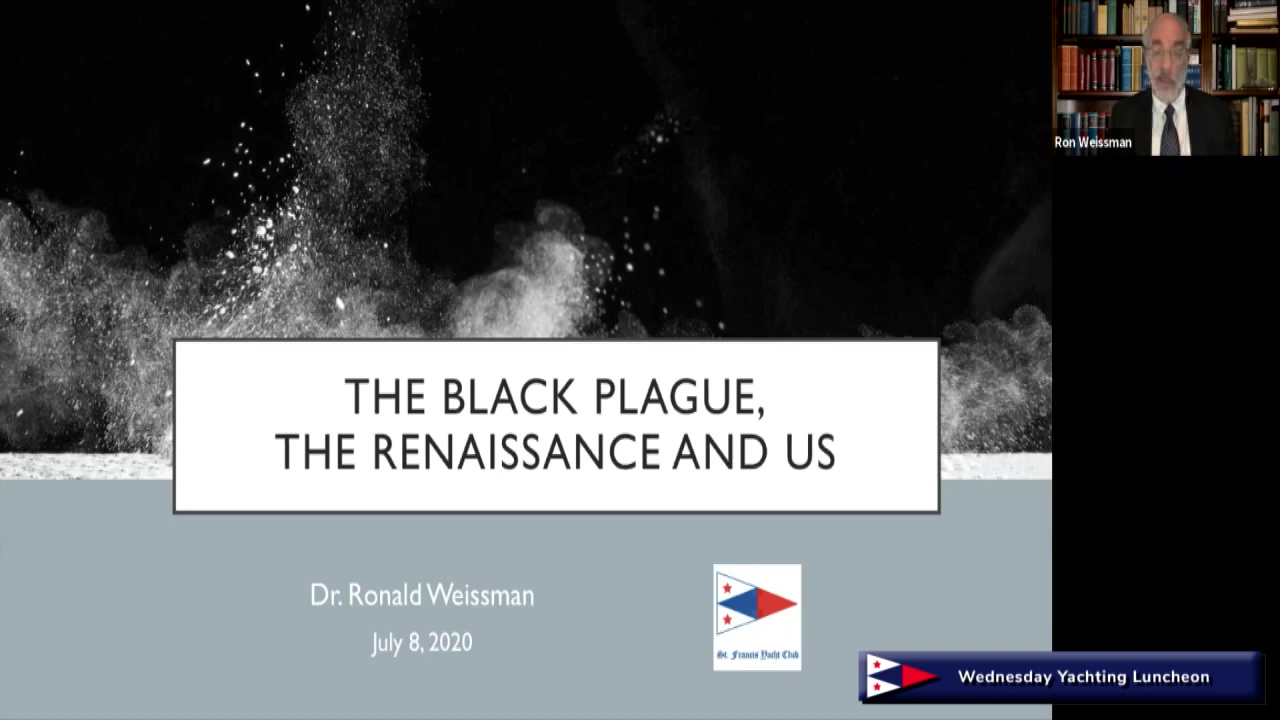 Ron Weissman
THE BLACK PLAGUE,
THE RENAISSANCE AND US
Dr. Ronald Weissman
July 8, 2020
St. Francis Yacht Club
Wednesday Yachting Luncheon